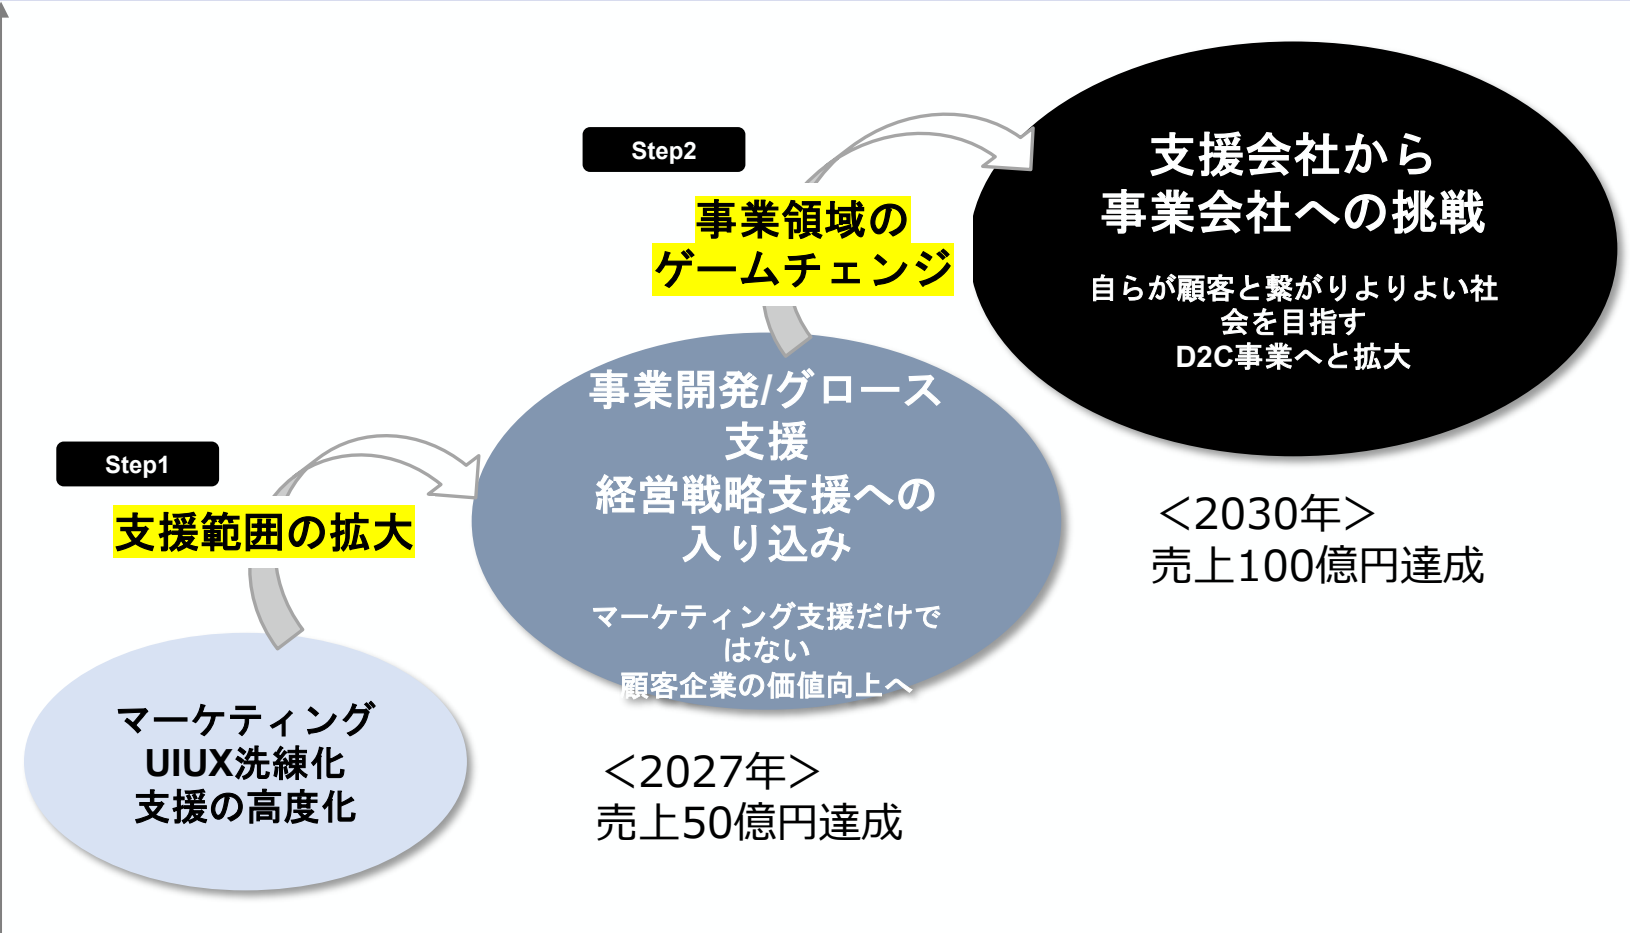 Step2
事業領域の
ゲームチェンジ
支援会社から
事業会社への挑戦
自らが顧客と繋がりよりよい社
会を目指す
D2C事業へと拡大
Step1
支援範囲の拡大
事業開発/グロース
支援
経営戦略支援への
入り込み
マーケティング支援だけで
はない
顧客企業の価値向上へ
＜2030年＞
売上100億円達成
マーケティング
UIUX洗練化
支援の高度化
＜2027年＞
売上50億円達成